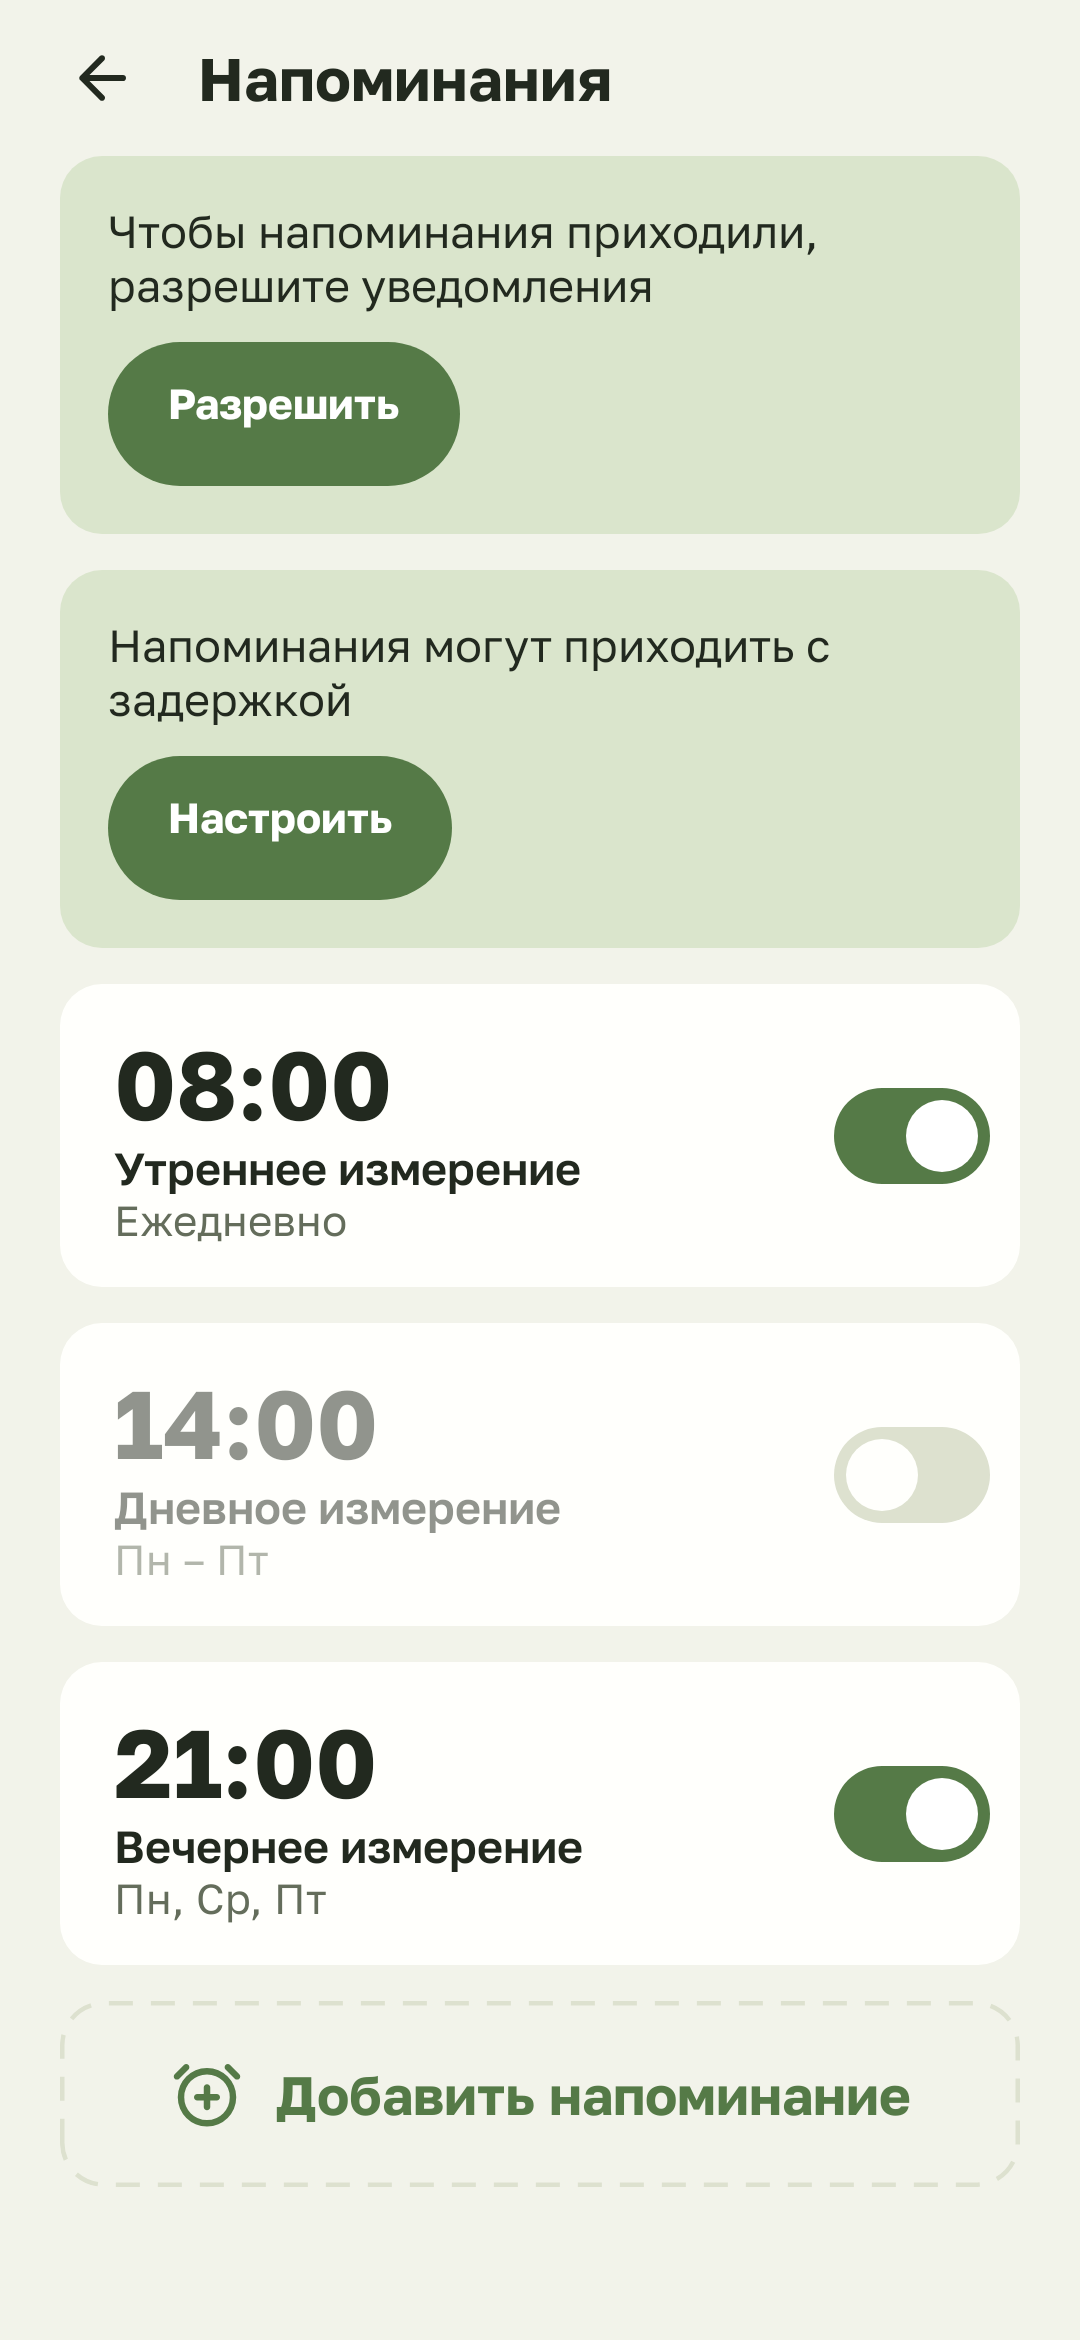 Напоминания
Чтобы напоминания приходили,
разрешите уведомления
Разрешить
Напоминания могут приходить с
задержкой
Настроить
08:00
Утреннее измерение
Ежедневно
14:00
Дневное измерение
Пн – Пт
21:00
Вечернее измерение
Пн, Ср, Пт
Добавить напоминание